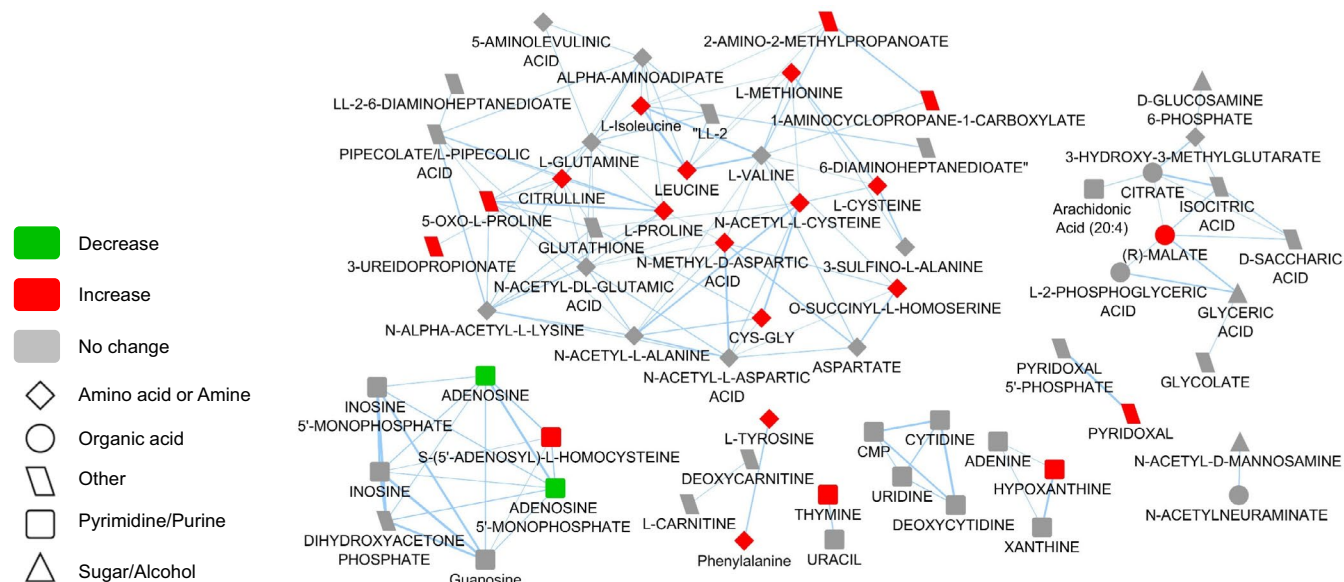 Decrease
Increase
No change
Amino acid or Amine
Organic acid
Other
Pyrimidine/Purine
Sugar/Alcohol
5-AMINOLEVULINIC
ACID
ALPHA-AMINOADIPATE
2-AMINO-2-METHYLPROPANOATE
LL-2-6-DIAMINOHEPTANEDIOATE
L-METHIONINE
L-Isoleucine
"LL-2
1-AMINOCYCLOPROPANE-1-CARBOXYLATE
PIPECOLATE/L-PIPECOLIC
ACID
L-GLUTAMINE
L-VALINE
6-DIAMINOHEPTANEDIOATE"
CITRULLINE
LEUCINE
L-CYSTEINE
5-OXO-L-PROLINE
L-PROLINE
N-ACETYL-L-CYSTEINE
GLUTATHIONE
3-UREIDOPROPIONATE
N-METHYL-D-ASPARTIC
ACID
3-SULFINO-L-ALANINE
N-ACETYL-DL-GLUTAMIC
ACID
O-SUCCINYL-L-HOMOSERINE
N-ALPHA-ACETYL-L-LYSINE
CYS-GLY
N-ACETYL-L-ALANINE
N-ACETYL-L-ASPARTIC
ACID
ASPARTATE
D-GLUCOSAMINE
6-PHOSPHATE
3-HYDROXY-3-METHYLGLUTARATE
CITRATE
Arachidonic
Acid (20:4)
ISOCITRIC
ACID
(R)-MALATE
D-SACCHARIC
ACID
L-2-PHOSPHOGLYCERIC
ACID
GLYCERIC
ACID
GLYCOLATE
PYRIDOXAL
5'-PHOSPHATE
PYRIDOXAL
INOSINE
5'-MONOPHOSPHATE
ADENOSINE
S-(5'-ADENOSYL)-L-HOMOCYSTEINE
INOSINE
ADENOSINE
5'-MONOPHOSPHATE
DIHYDROXYACETONE
PHOSPHATE
Guanosine
L-TYROSINE
DEOXYCARNITINE
L-CARNITINE
Phenylalanine
THYMINE
URACIL
CMP
CYTIDINE
URIDINE
DEOXYCYTIDINE
ADENINE
HYPOXANTHINE
XANTHINE
N-ACETYL-D-MANNOSAMINE
N-ACETYLNEURAMINATE